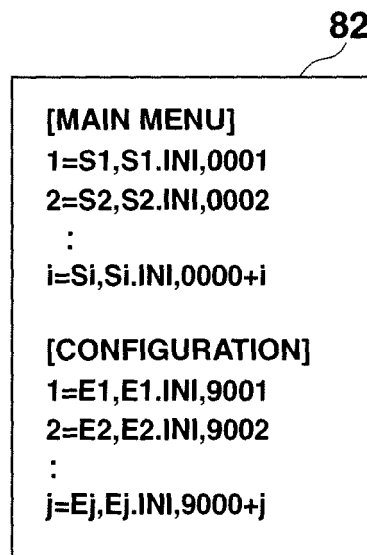 82
[MAIN MENU]
1=S1,S1.INI,0001
2=S2,S2.INI,0002
:
i=Si,Si.INI,0000+i
[CONFIGURATION]
1=E1,E1.INI,9001
2=E2,E2.INI,9002
:
j=Ej,Ej.INI,9000+j